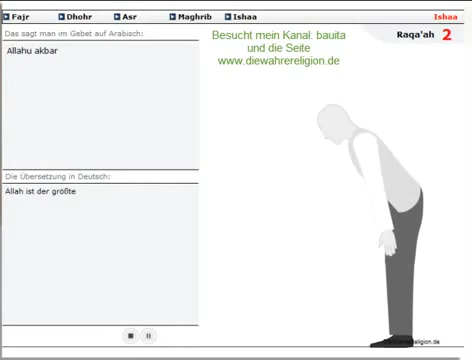 Fajr Dhohr Asr Maghrib Ishaa Ishaa
Das sagt man im Gebet auf Arabisch:
Allahu akbar
Besucht mein Kanal: bauita
und die Seite
www.diewahrereligion.de
Raqa'ah 2
Die Übersetzung in Deutsch:
Allah ist der größte